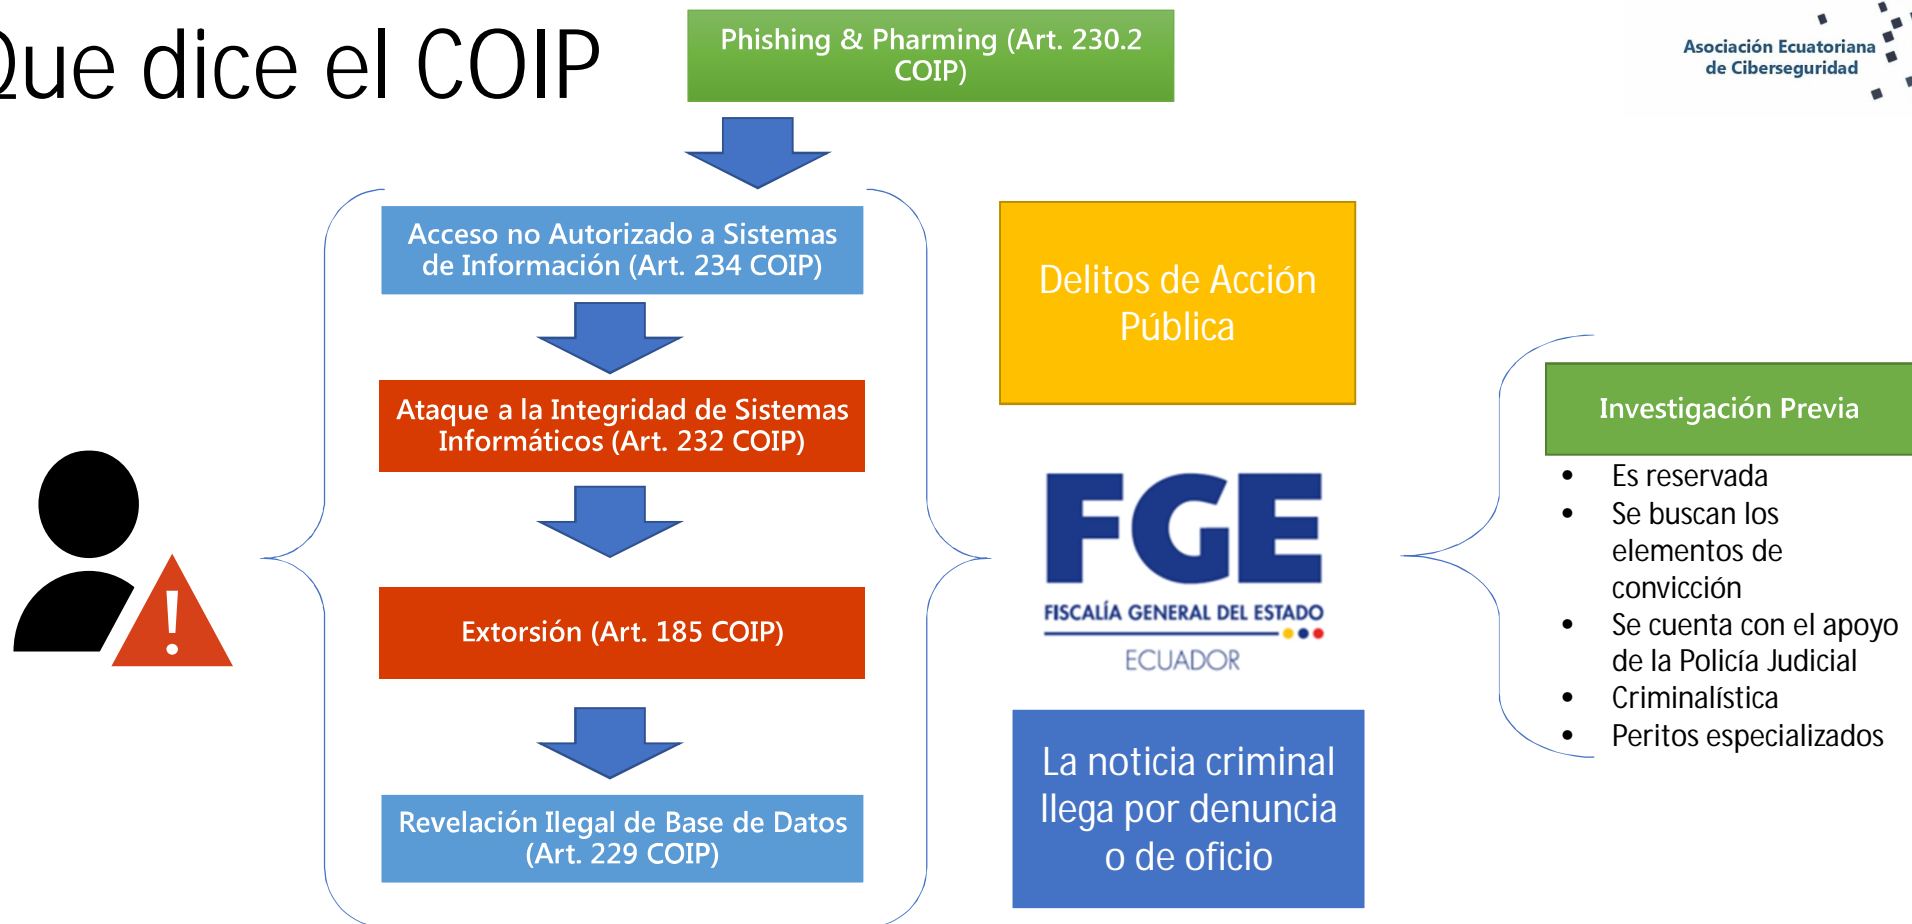 Que dice el COIP
Phishing & Pharming (Art. 230.2
COIP)
Asociación Ecuatoriana
de Ciberseguridad
Acceso no Autorizado a Sistemas
de Información (Art. 234 COIP)
Ataque a la Integridad de Sistemas
Informáticos (Art. 232 COIP)
Extorsión (Art. 185 COIP)
Revelación Ilegal de Base de Datos
(Art. 229 COIP)
Delitos de Acción
Pública
FGE
FISCALÍA GENERAL DEL ESTADO
ECUADOR
La noticia criminal
llega por denuncia
o de oficio
Investigación Previa
• Es reservada
• Se buscan los
elementos de
convicción
• Se cuenta con el apoyo
de la Policía Judicial
• Criminalística
• Peritos especializados